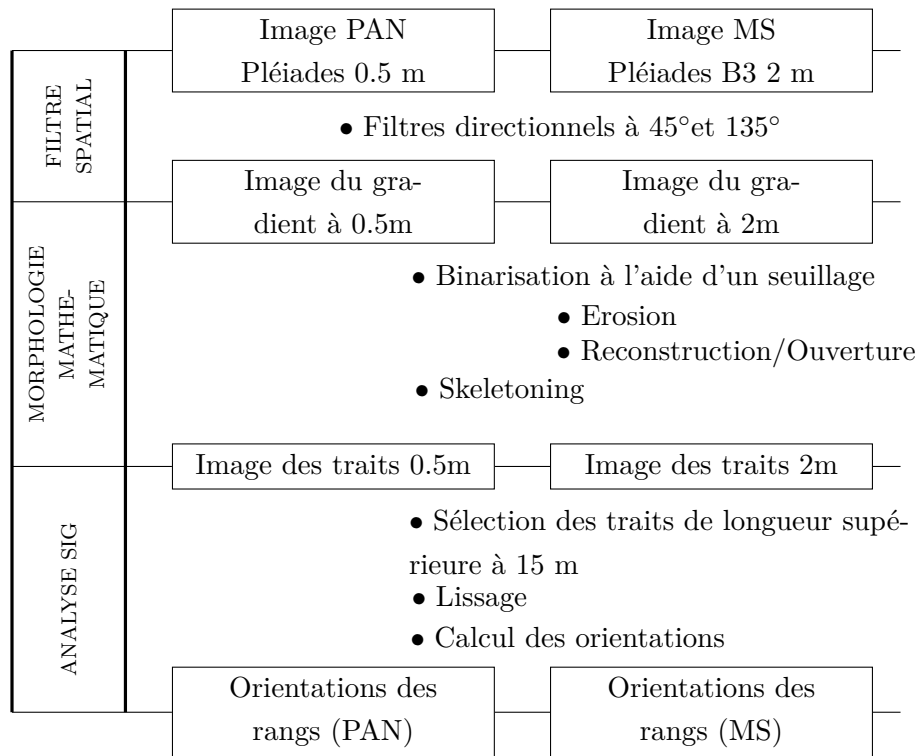 Image PAN
Pléiades 0.5 m
Image MS
Pléiades B3 2 m
FILTRE
SPATIAL
• Filtres directionnels à 45°et 135°
Image du gra-
dient à 0.5m
Image du gra-
dient à 2m
MORPHOLOGIE
MATHE-
MATIQUE
• Binarisation à l'aide d'un seuillage
• Erosion
• Reconstruction/Ouverture
• Skeletoning
Image des traits 0.5m
Image des traits 2m
ANALYSE SIG
• Sélection des traits de longueur supé-
rieure à 15 m
• Lissage
• Calcul des orientations
Orientations des
rangs (PAN)
Orientations des
rangs (MS)